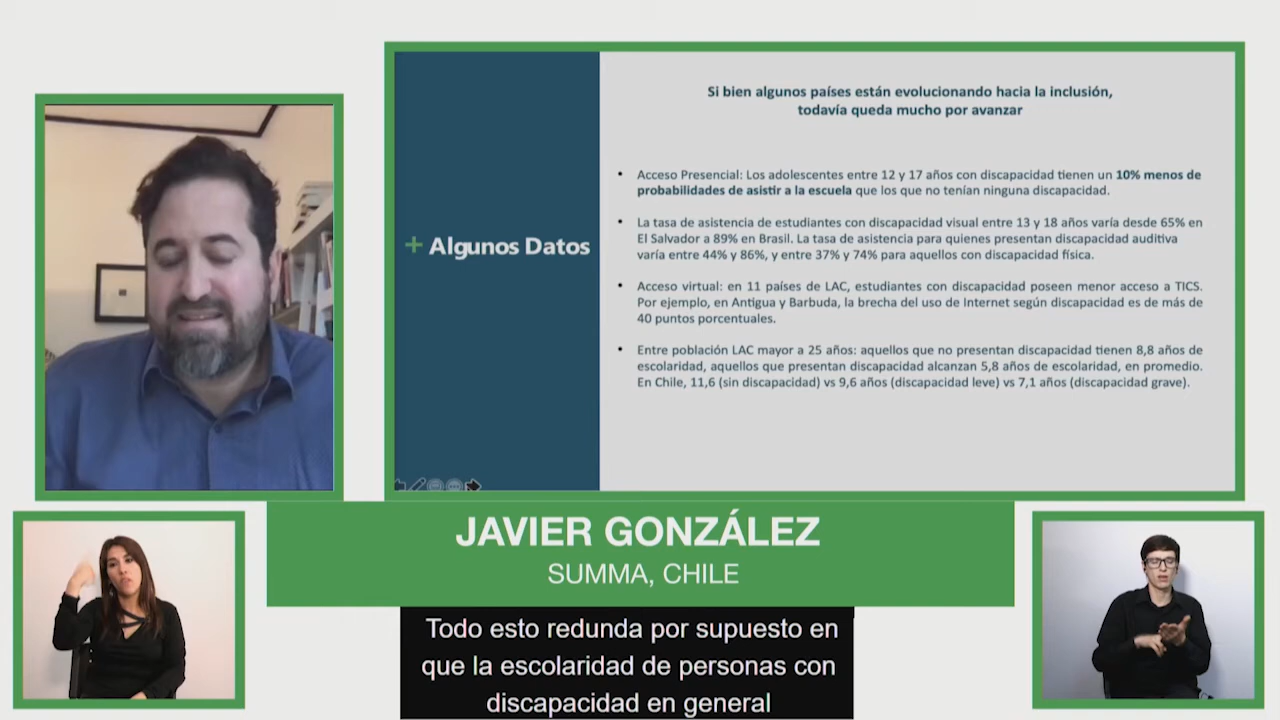 Si bien algunos países están evolucionando hacia la inclusión,
todavía queda mucho por avanzar
+ Algunos Datos
• Acceso Presencial: Los adolescentes entre 12 y 17 años con discapacidad tienen un 10% menos de
probabilidades de asistir a la escuela que los que no tenían ninguna discapacidad.
• La tasa de asistencia de estudiantes con discapacidad visual entre 13 y 18 años varía desde 65% en
El Salvador a 89% en Brasil. La tasa de asistencia para quienes presentan discapacidad auditiva
varía entre 44% y 86%, y entre 37% y 74% para aquellos con discapacidad física.
• Acceso virtual: en 11 países de LAC, estudiantes con discapacidad poseen menor acceso a TICS.
Por ejemplo, en Antigua y Barbuda, la brecha del uso de Internet según discapacidad es de más de
40 puntos porcentuales.
• Entre población LAC mayor a 25 años: aquellos que no presentan discapacidad tienen 8,8 años de
escolaridad, aquellos que presentan discapacidad alcanzan 5,8 años de escolaridad, en promedio.
En Chile, 11,6 (sin discapacidad) vs 9,6 años (discapacidad leve) vs 7,1 años (discapacidad grave).
JAVIER GONZÁLEZ
SUMMA, CHILE
Todo esto redunda por supuesto en
que la escolaridad de personas con
discapacidad en general